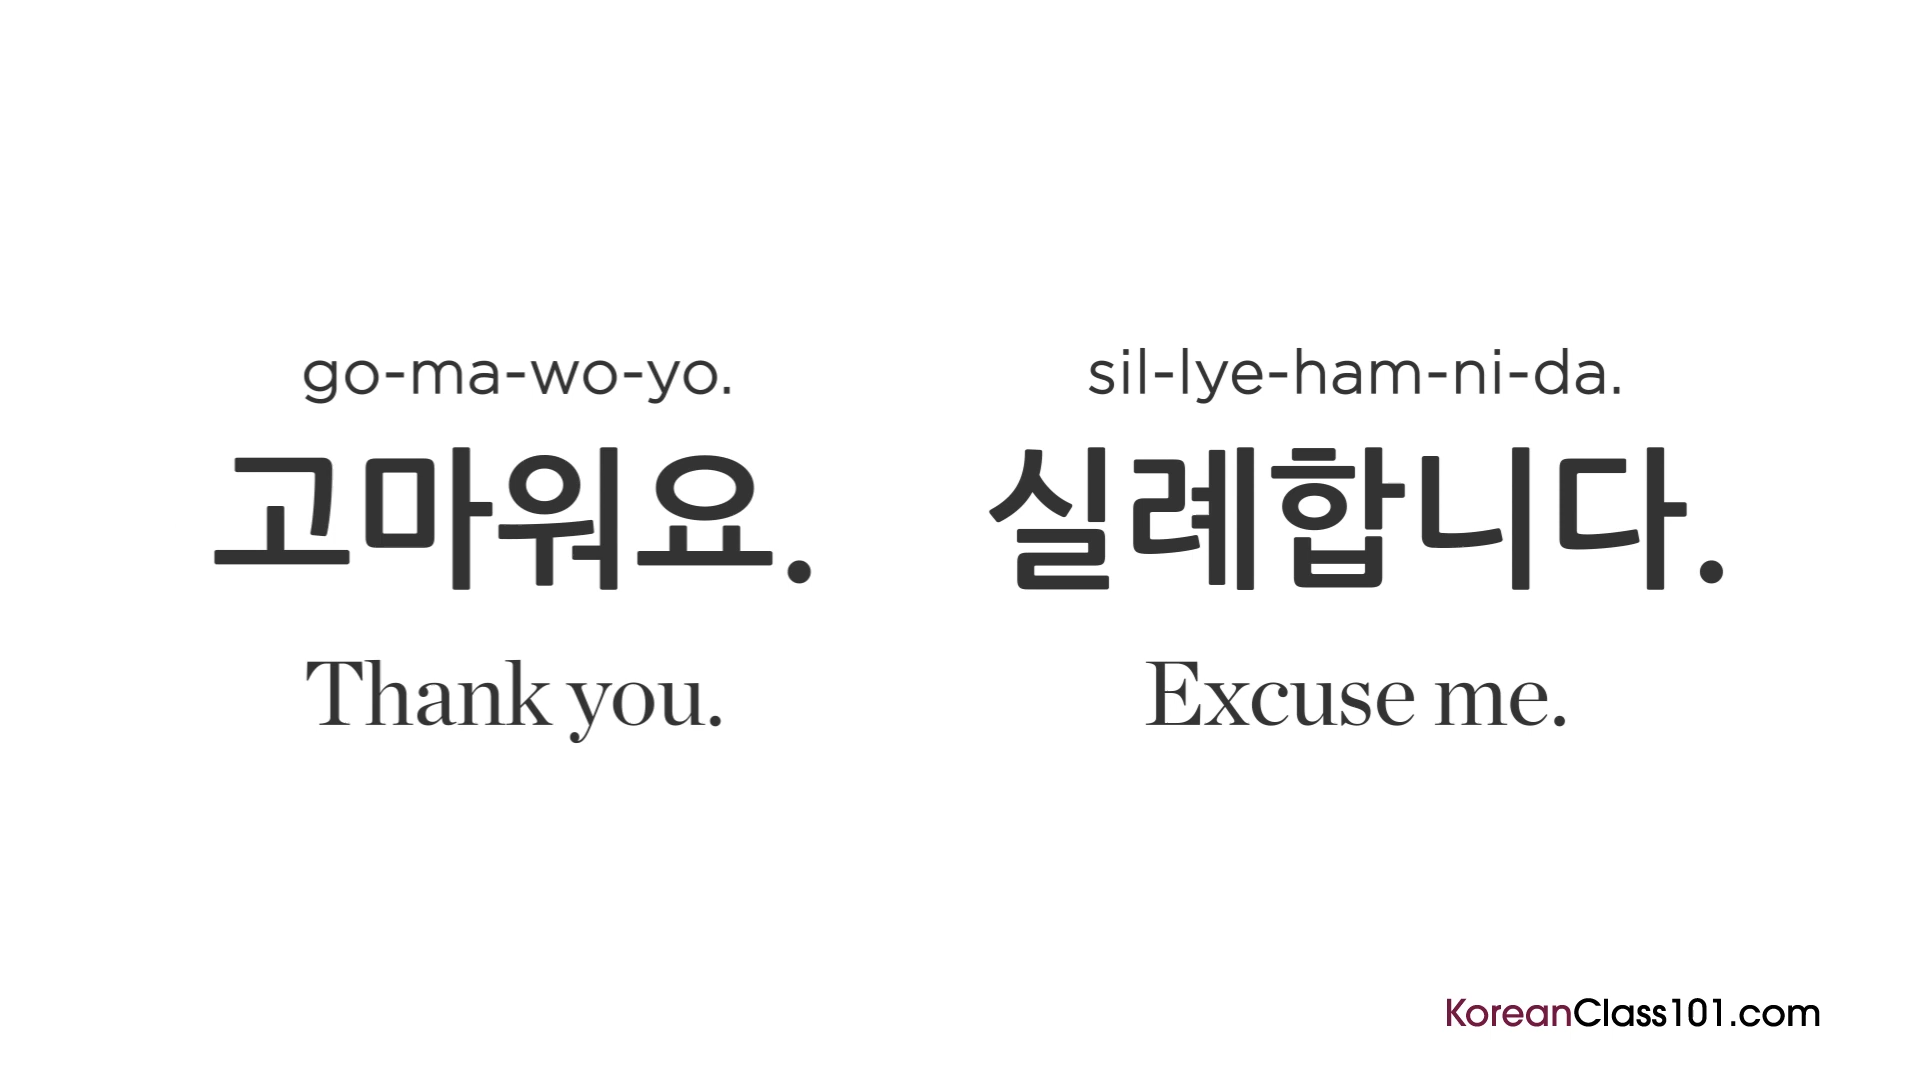 go-ma-wo-yo.
고마워요.
Thank you.
sil-lye-ham-ni-da.
실례합니다.
Excuse me.
KoreanClass101.com